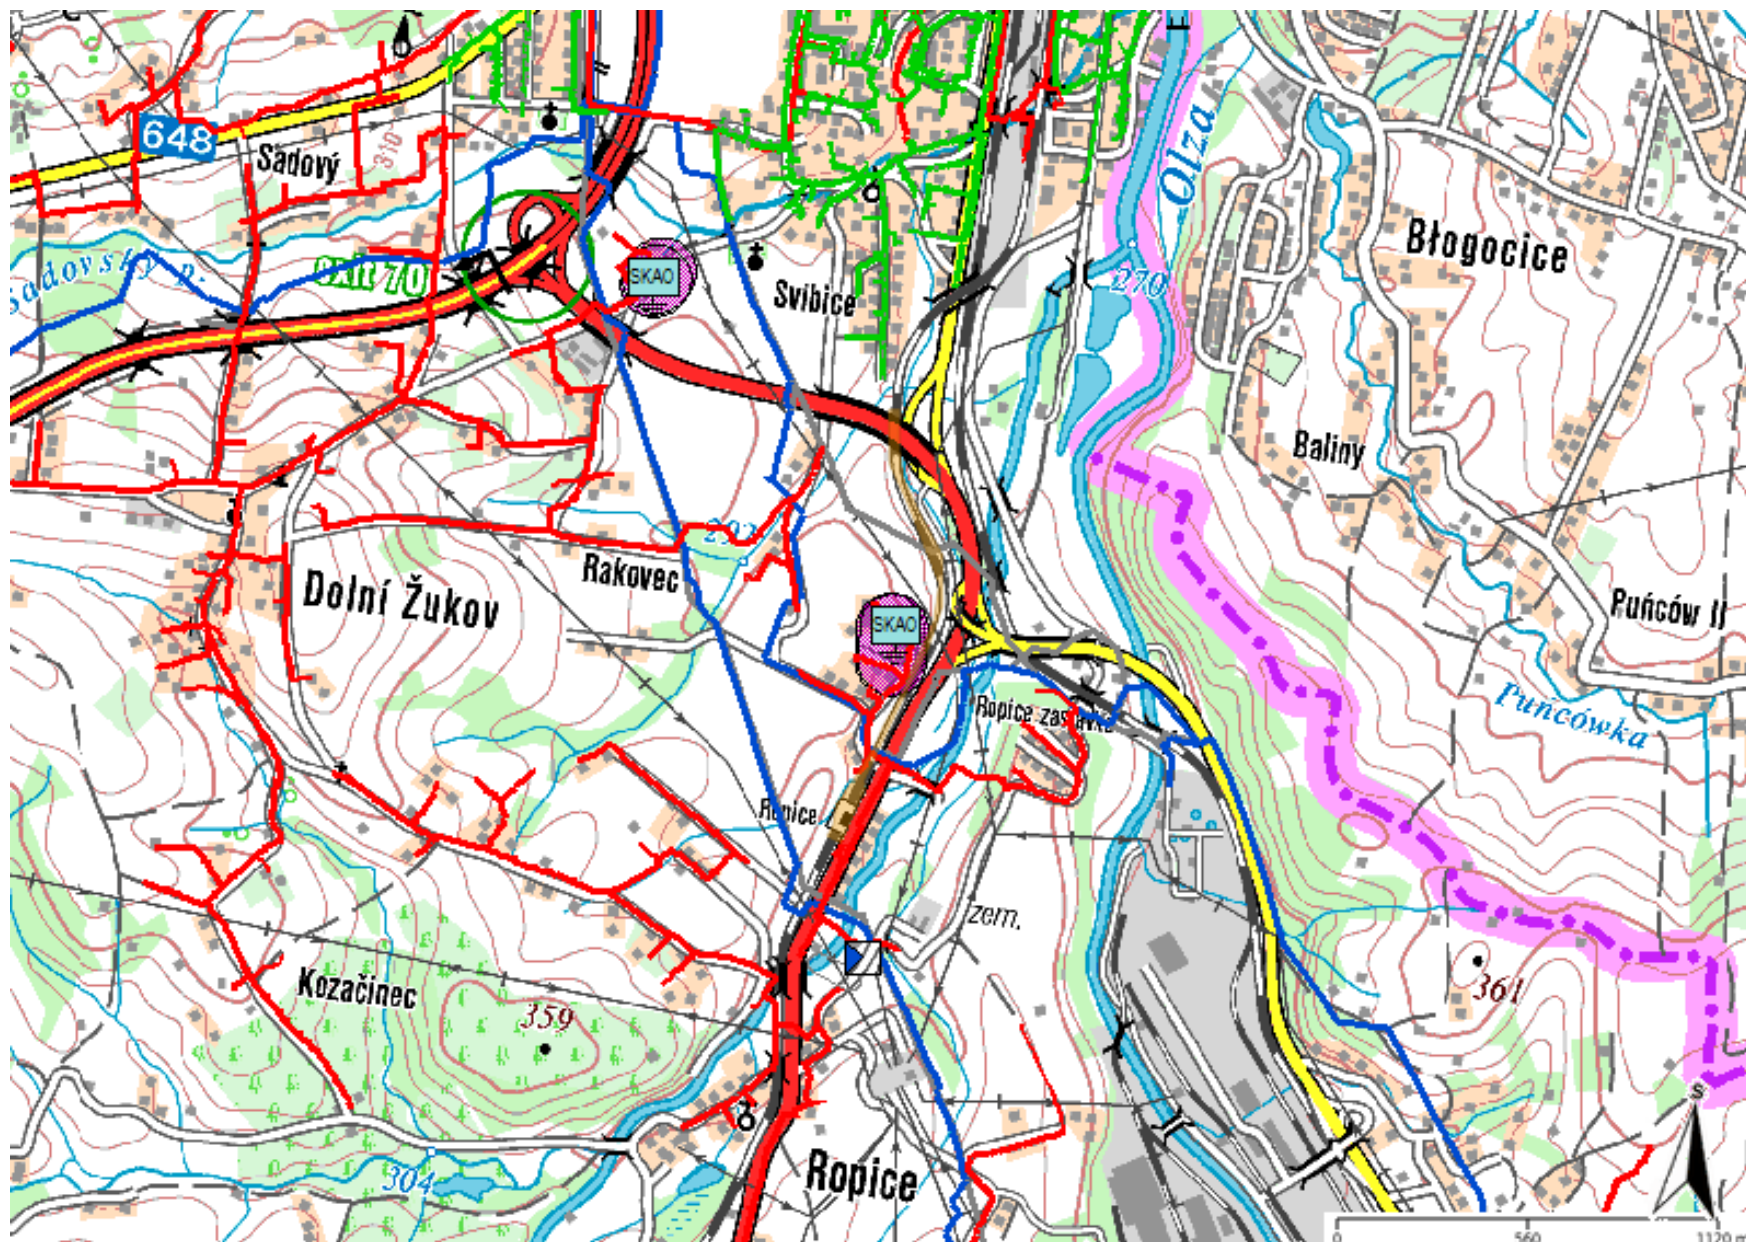 648
Sadový
310
Sadovský p.
exit 70
SKAO
Svibice
Olza
270
Błogocice
Baliny
292
Rakovec
Dolní Žukov
SKAO
Puńców II
Puńcówka
Ropice zastávka
Ropice
zem.
Kozačinec
359
361
S
304
Ropice
0
560
1120 m